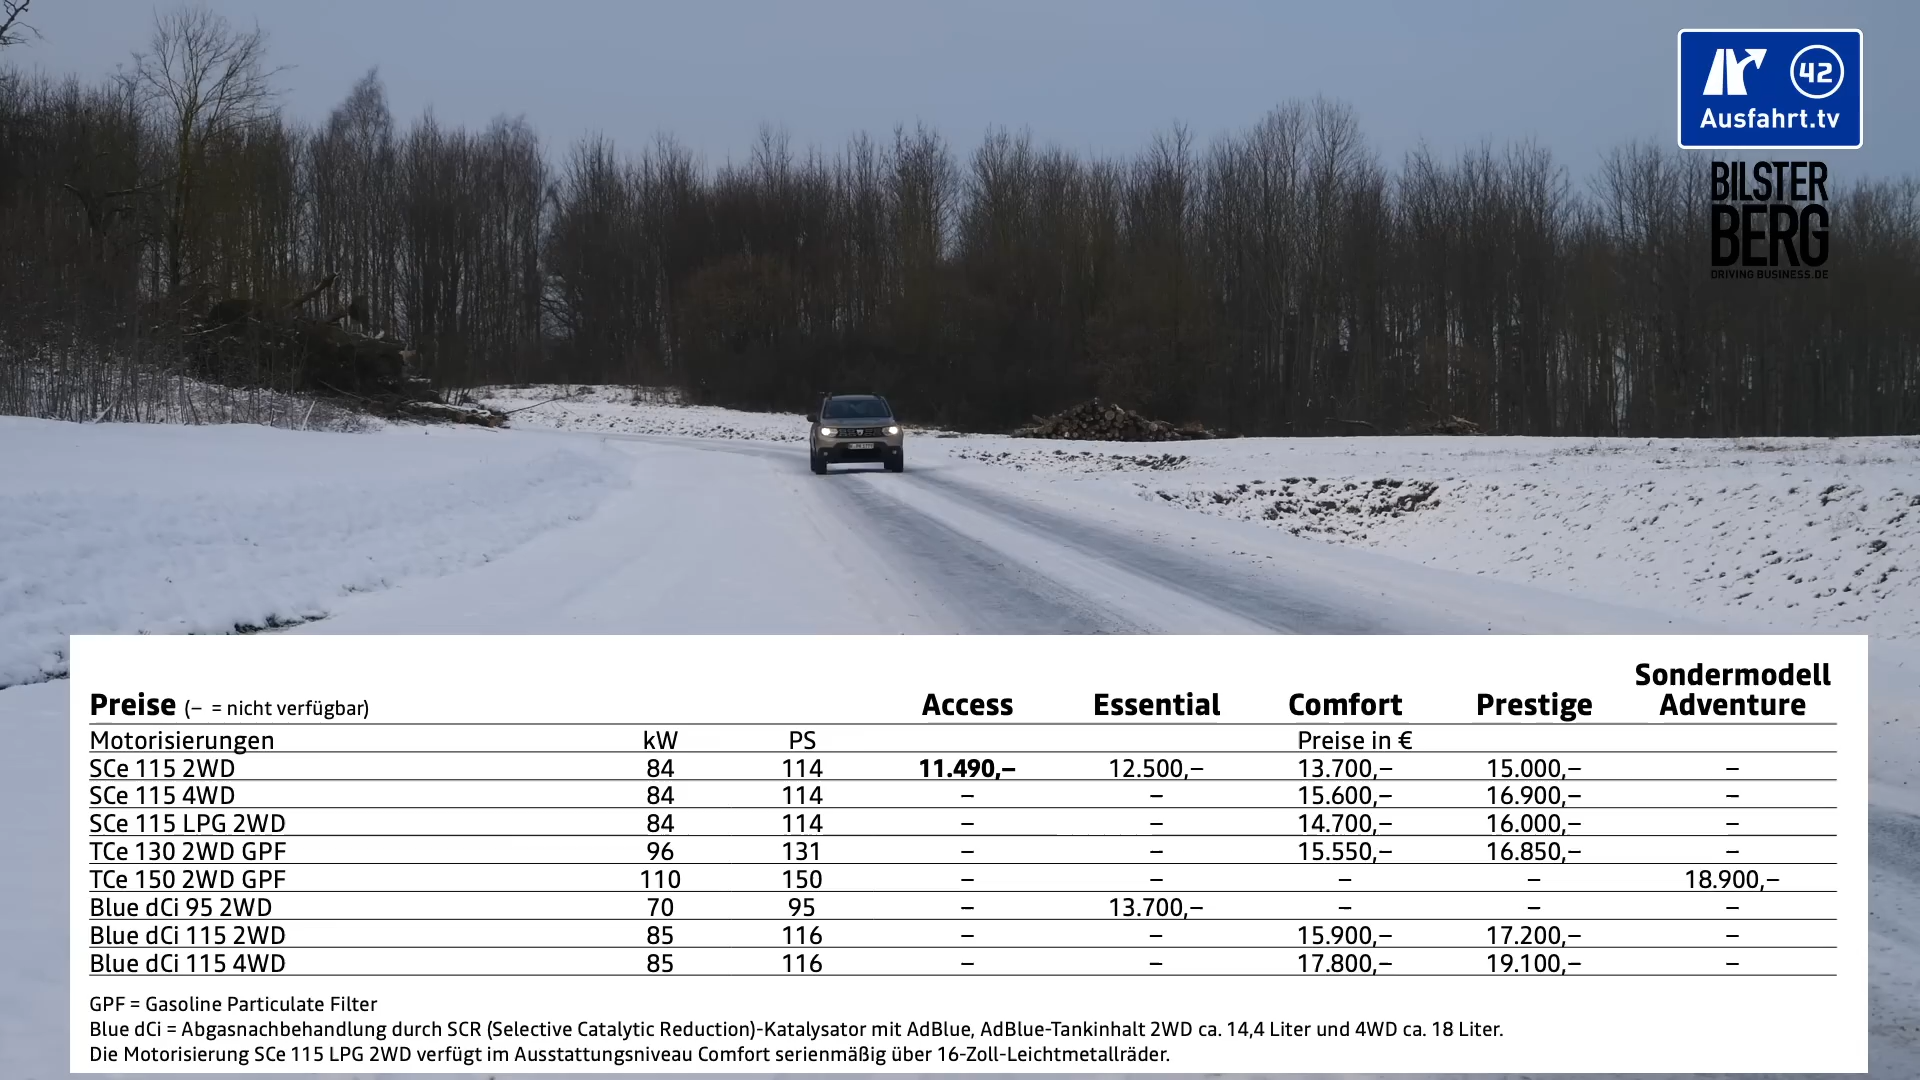 42
Ausfahrt.tv
BILSTER
BERG
DRIVING BUSINESS.DE
Sondermodell
Preise (– = nicht verfügbar) Access Essential Comfort Prestige Adventure
Motorisierungen kW PS Preise in €
SCe 115 2WD 84 114 11.490,– 12.500,– 13.700,– 15.000,– –
SCe 115 4WD 84 114 – – 15.600,– 16.900,– –
SCe 115 LPG 2WD 84 114 – – 14.700,– 16.000,– –
TCe 130 2WD GPF 96 131 – – 15.550,– 16.850,– –
TCe 150 2WD GPF 110 150 – – – – 18.900,–
Blue dCi 95 2WD 70 95 – 13.700,– – – –
Blue dCi 115 2WD 85 116 – – 15.900,– 17.200,– –
Blue dCi 115 4WD 85 116 – – 17.800,– 19.100,– –
GPF = Gasoline Particulate Filter
Blue dCi = Abgasnachbehandlung durch SCR (Selective Catalytic Reduction)-Katalysator mit AdBlue, AdBlue-Tankinhalt 2WD ca. 14,4 Liter und 4WD ca. 18 Liter.
Die Motorisierung SCe 115 LPG 2WD verfügt im Ausstattungsniveau Comfort serienmäßig über 16-Zoll-Leichtmetallräder.